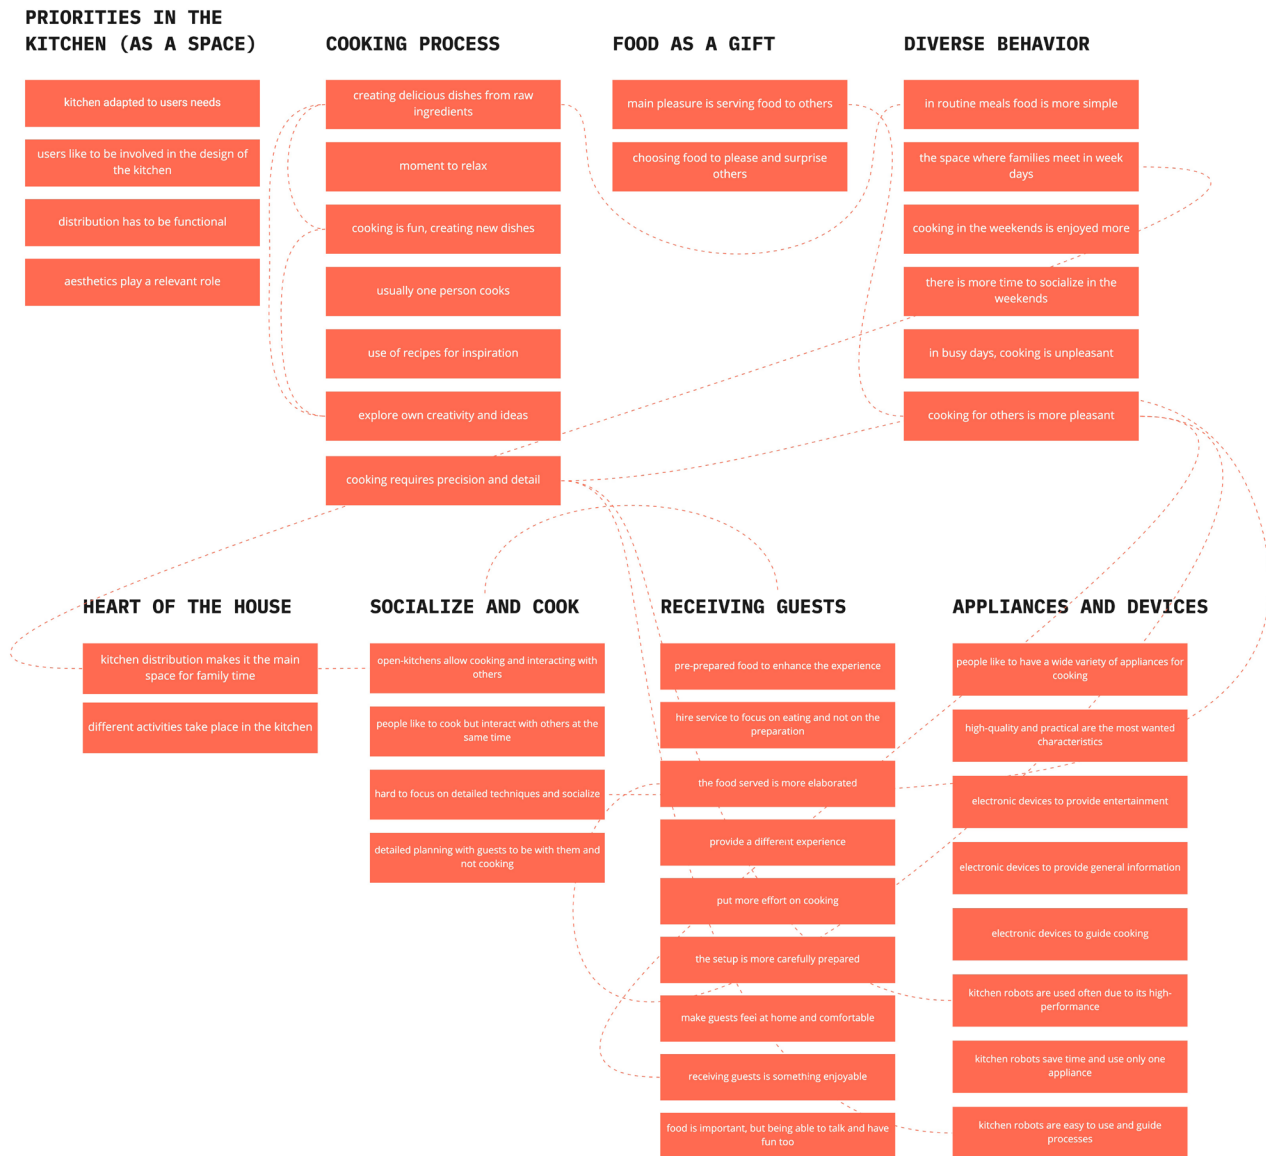 PRIORITIES IN THE
KITCHEN (AS A SPACE)
kitchen adapted to users needs
users like to be involved in the design of
the kitchen
distribution has to be functional
aesthetics play a relevant role
COOKING PROCESS
creating delicious dishes from raw
ingredients
moment to relax
cooking is fun, creating new dishes
usually one person cooks
use of recipes for inspiration
explore own creativity and ideas
cooking requires precision and detail
FOOD AS A GIFT
main pleasure is serving food to others
choosing food to please and surprise
others
DIVERSE BEHAVIOR
in routine meals food is more simple
the space where families meet in week
days
cooking in the weekends is enjoyed more
there is more time to socialize in the
weekends
in busy days, cooking is unpleasant
cooking for others is more pleasant
HEART OF THE HOUSE
kitchen distribution makes it the main
space for family time
different activities take place in the kitchen
SOCIALIZE AND COOK
open-kitchens allow cooking and interacting with
others
people like to cook but interact with others at the
same time
hard to focus on detailed techniques and socialize
detailed planning with guests to be with them and
not cooking
RECEIVING GUESTS
pre-prepared food to enhance the experience
hire service to focus on eating and not on the
preparation
the food served is more elaborated
provide a different experience
put more effort on cooking
the setup is more carefully prepared
make guests feel at home and comfortable
receiving guests is something enjoyable
food is important, but being able to talk and have
fun too
APPLIANCES AND DEVICES
people like to have a wide variety of appliances for
cooking
high-quality and practical are the most wanted
characteristics
electronic devices to provide entertainment
electronic devices to provide general information
electronic devices to guide cooking
kitchen robots are used often due to its high-
performance
kitchen robots save time and use only one
appliance
kitchen robots are easy to use and guide
processes